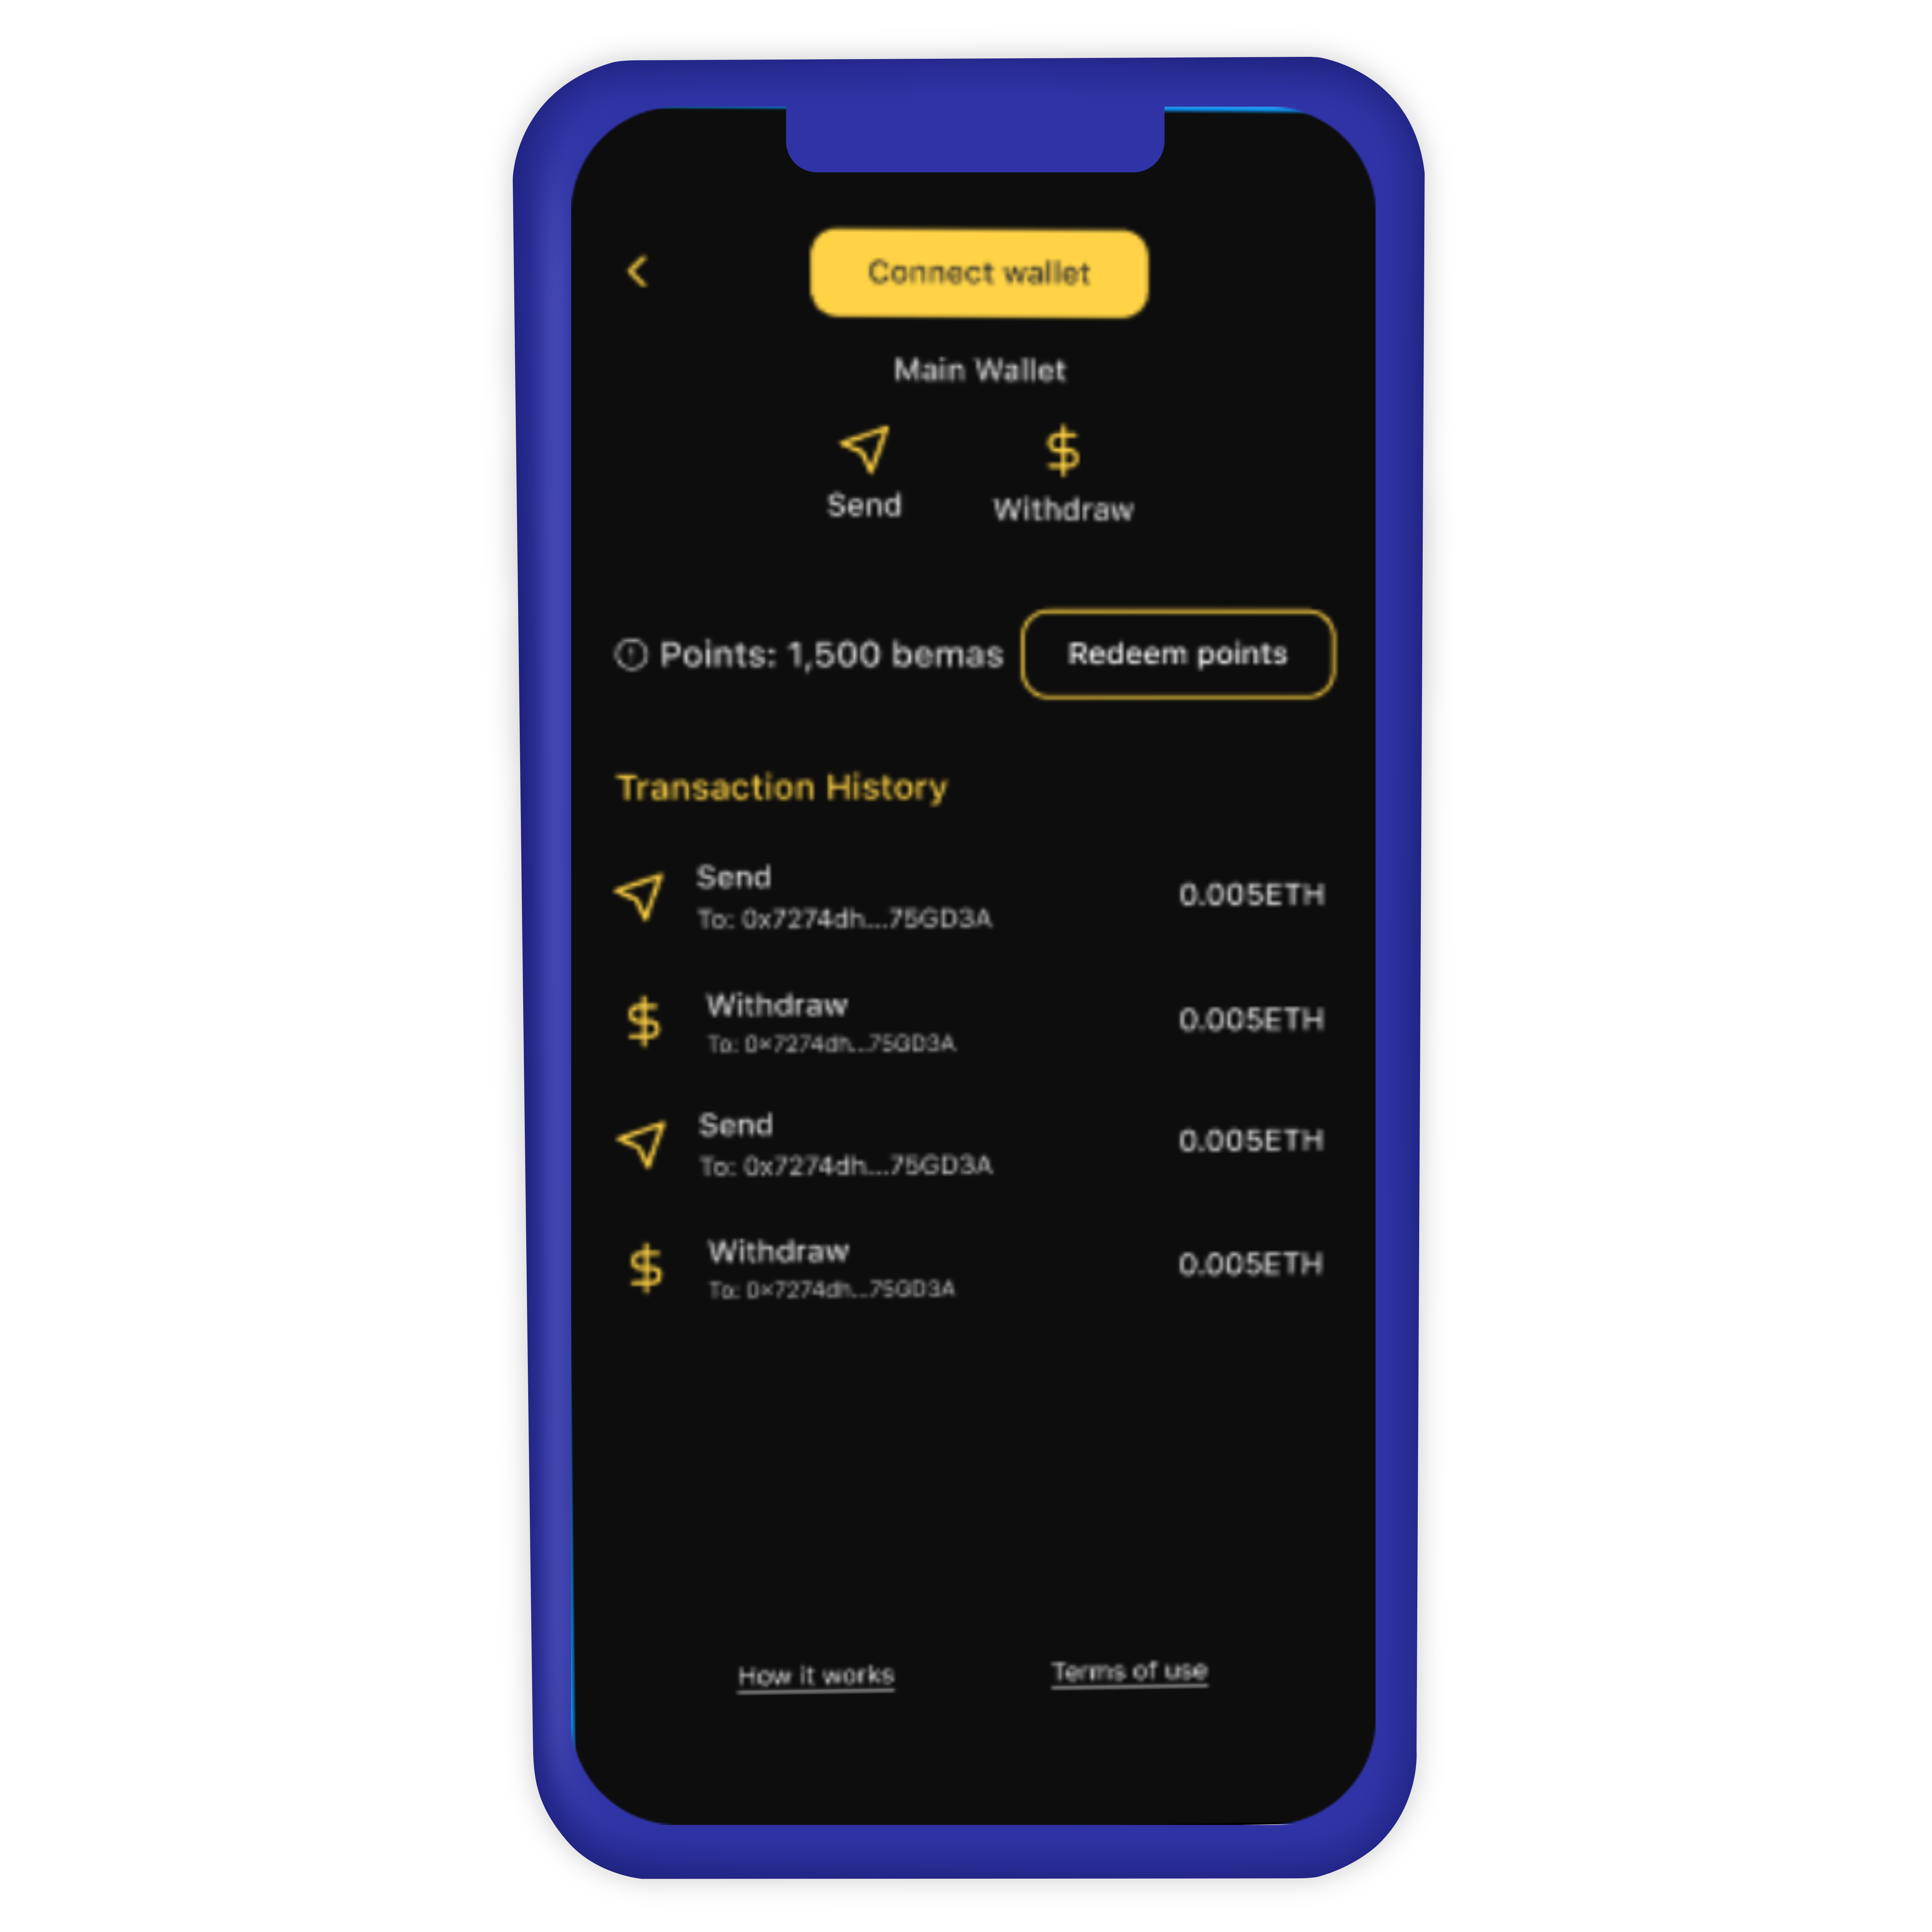 Connect wallet
Main Wallet
Send
Withdraw
Points: 1,500 bemas
Redeem points
Transaction History
Send
0.005ETH
To: 0x7274dh...75GD3A
Withdraw
0.005ETH
To: 0×7274dh...75GD3A
Send
0.005ETH
To: 0x7274dh...75GD3A
Withdraw
0.005ETH
To: 0×7274dh...75GD3A
How it works
Terms of use